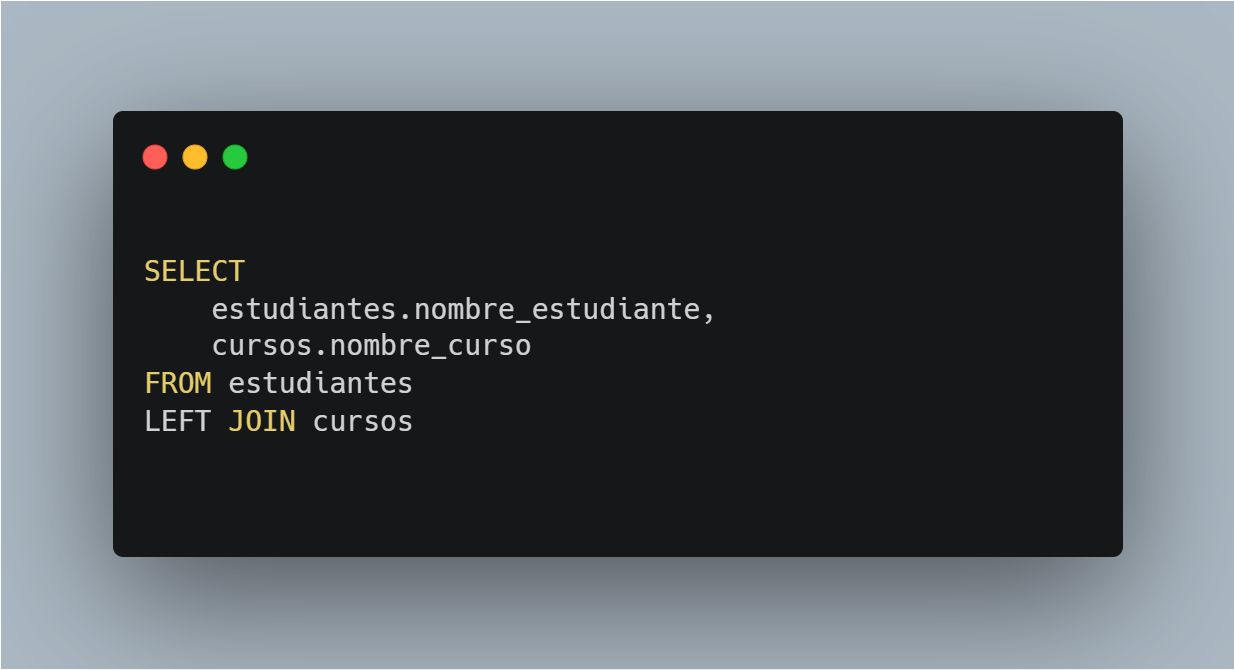 SELECT
    estudiantes.nombre_estudiante,
    cursos.nombre_curso
FROM estudiantes
LEFT JOIN cursos